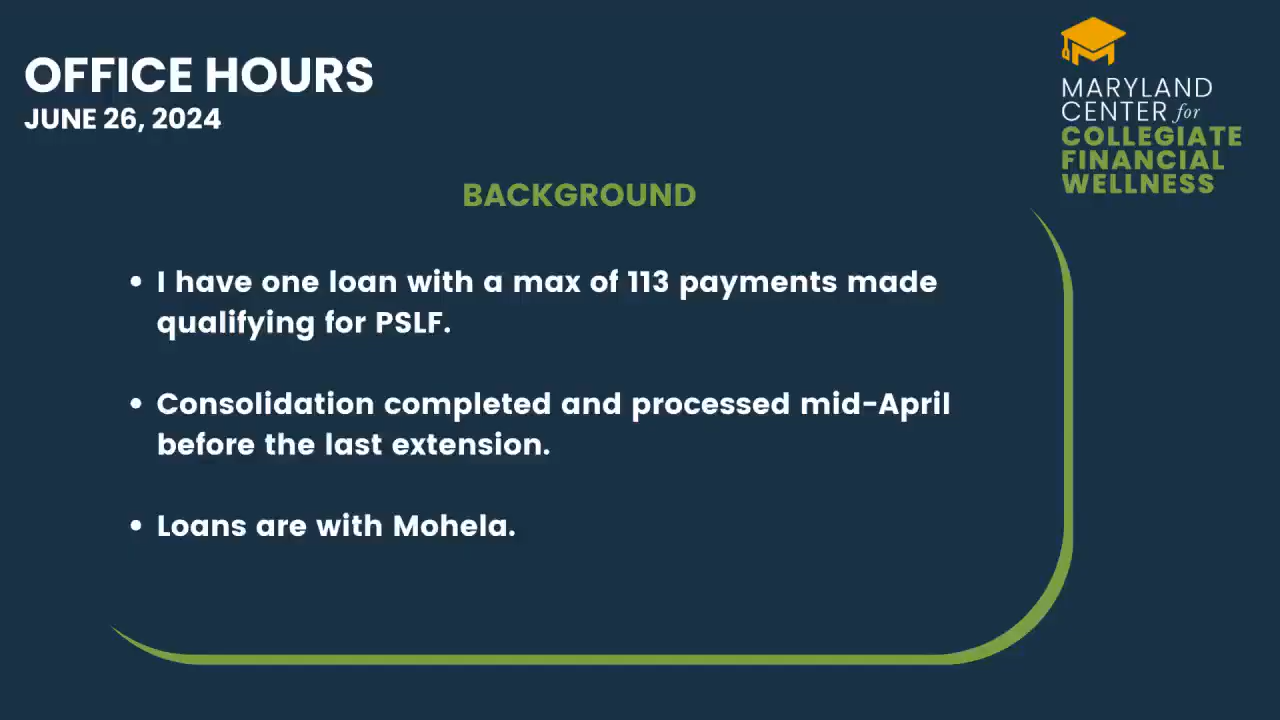 OFFICE HOURS
JUNE 26, 2024
MARYLAND
CENTER for
COLLEGIATE
FINANCIAL
WELLNESS
BACKGROUND
• I have one loan with a max of 113 payments made
qualifying for PSLF.
• Consolidation completed and processed mid-April
before the last extension.
• Loans are with Mohela.